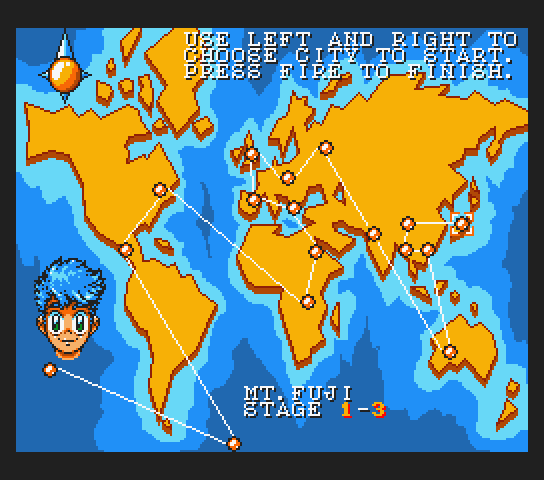 USE LEFT AND RIGHT TO
CHOOSE CITY TO START.
PRESS FIRE TO FINISH.
MT.FUJI
STAGE 1-3